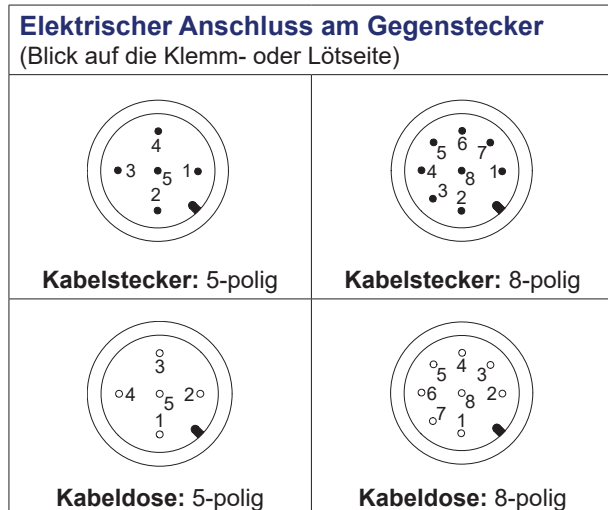 Elektrischer Anschluss am Gegenstecker
(Blick auf die Klemm- oder Lötseite)
4
3 5 1
2
Kabelstecker: 5-polig
6
5 7
4 8 1
3 2
Kabelstecker: 8-polig
3
4 5 2
1
Kabeldose: 5-polig
4
5 3
6 8 2
7 1
Kabeldose: 8-polig